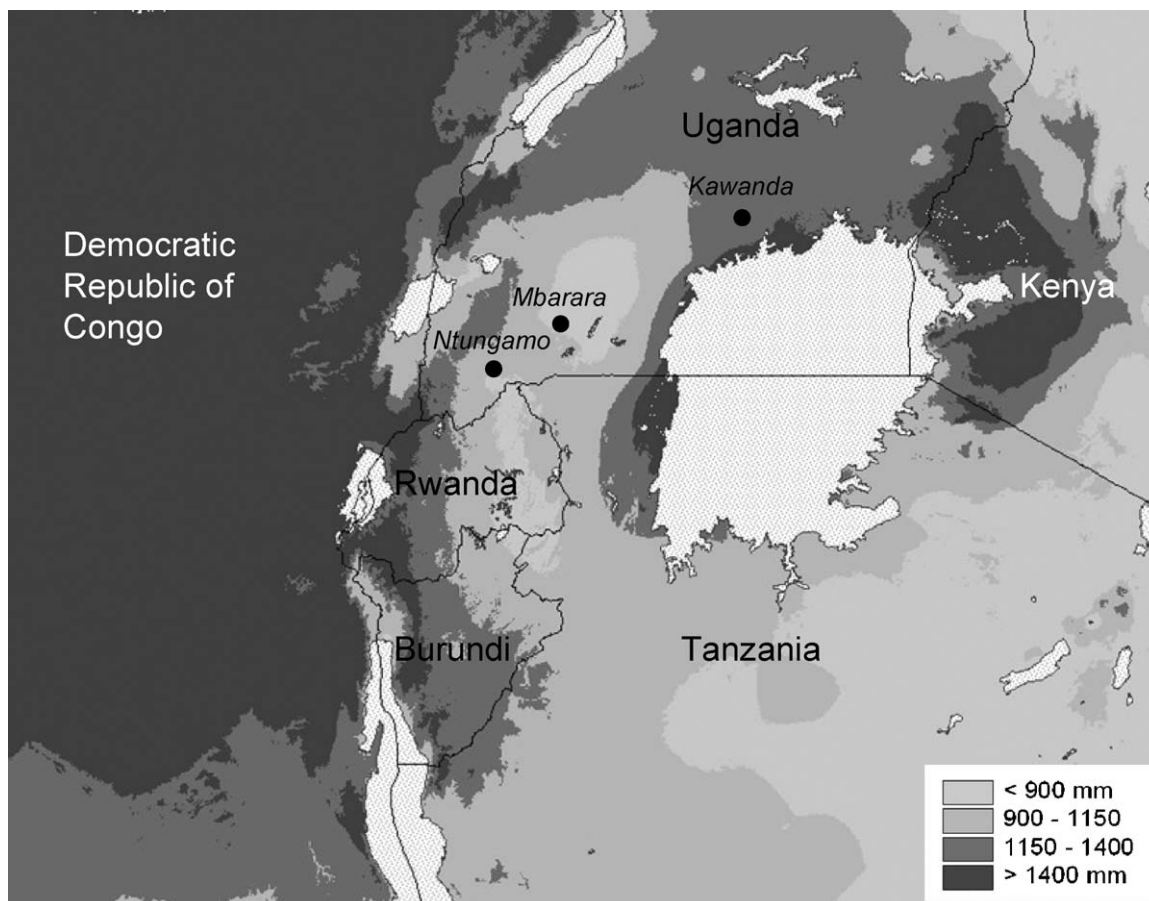 Uganda
Kawanda
Democratic
Republic of
Congo
Kenya
Mbarara
Ntungamo
Rwanda
Burundi
Tanzania
< 900 mm
900 - 1150
1150 - 1400
> 1400 mm